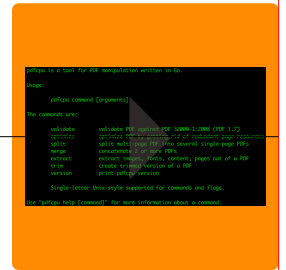 pdfcpu is a tool for PDF manipulation written in Go.
Usage:
pdfcpu command [arguments]
The commands are:
validate validate PDF against PDF 32000-1:2008 (PDF 1.7)
optimize optimize PDF by getting rid of redundant page resources
split split multi-page PDF into several single-page PDFs
merge concatenate 2 or more PDFs
extract extract images, fonts, content, pages out of a PDF
trim create trimmed version of a PDF
version print pdfcpu version
Single-letter Unix-style supported for commands and flags.
Use "pdfcpu help [command]" for more information about a command.